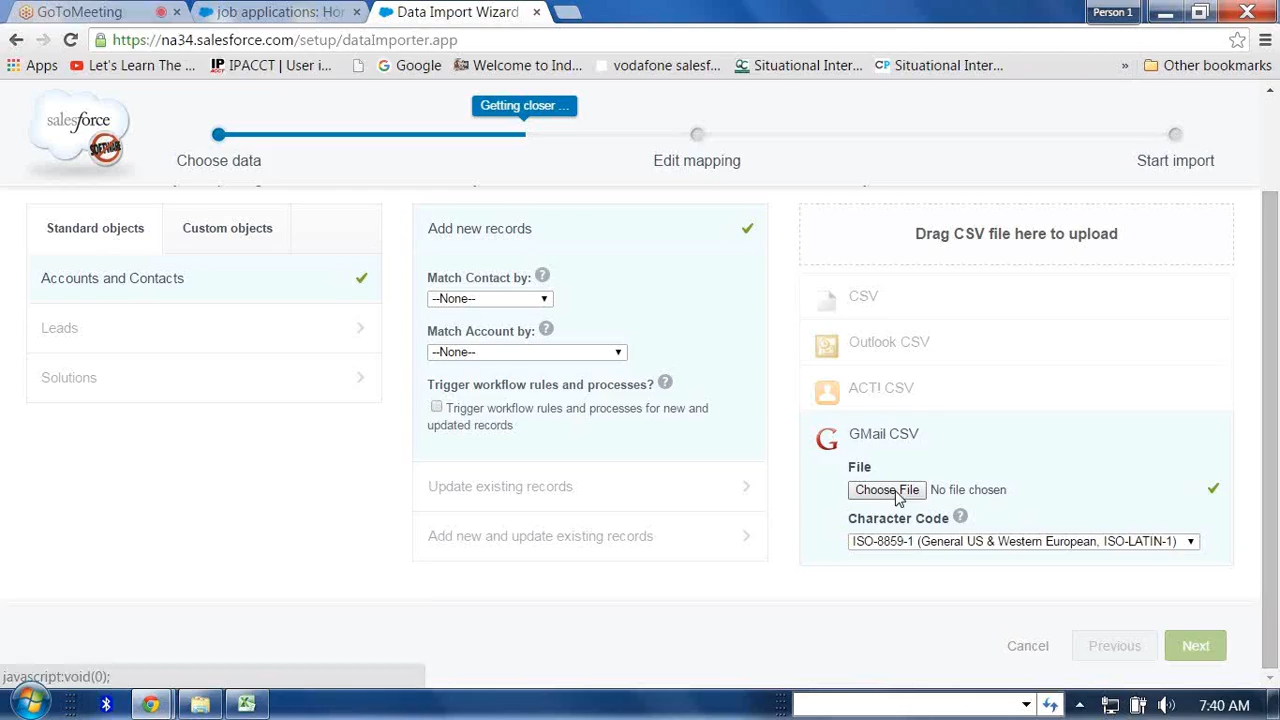 GoToMeeting
job applications: Hor
Data Import Wizard
Person 1
https://na34.salesforce.com/setup/dataImporter.app
Apps
Let's Learn The ...
IPACCT | User i...
Google
Welcome to Ind...
vodafone salesf...
Situational Inter...
CP Situational Inter...
»
Other bookmarks
Getting closer ...
salesforce
Choose data
Edit mapping
Start import
Standard objects
Custom objects
Accounts and Contacts
Leads
Solutions
Add new records
Match Contact by: ?
--None--
Match Account by: ?
--None--
Trigger workflow rules and processes? ?
Trigger workflow rules and processes for new and
updated records
Update existing records
Add new and update existing records
Drag CSV file here to upload
CSV
Outlook CSV
ACT! CSV
GMail CSV
File
Choose File No file chosen
Character Code ?
ISO-8859-1 (General US & Western European, ISO-LATIN-1)
Cancel
Previous
Next
javascript:void(0);
7:40 AM